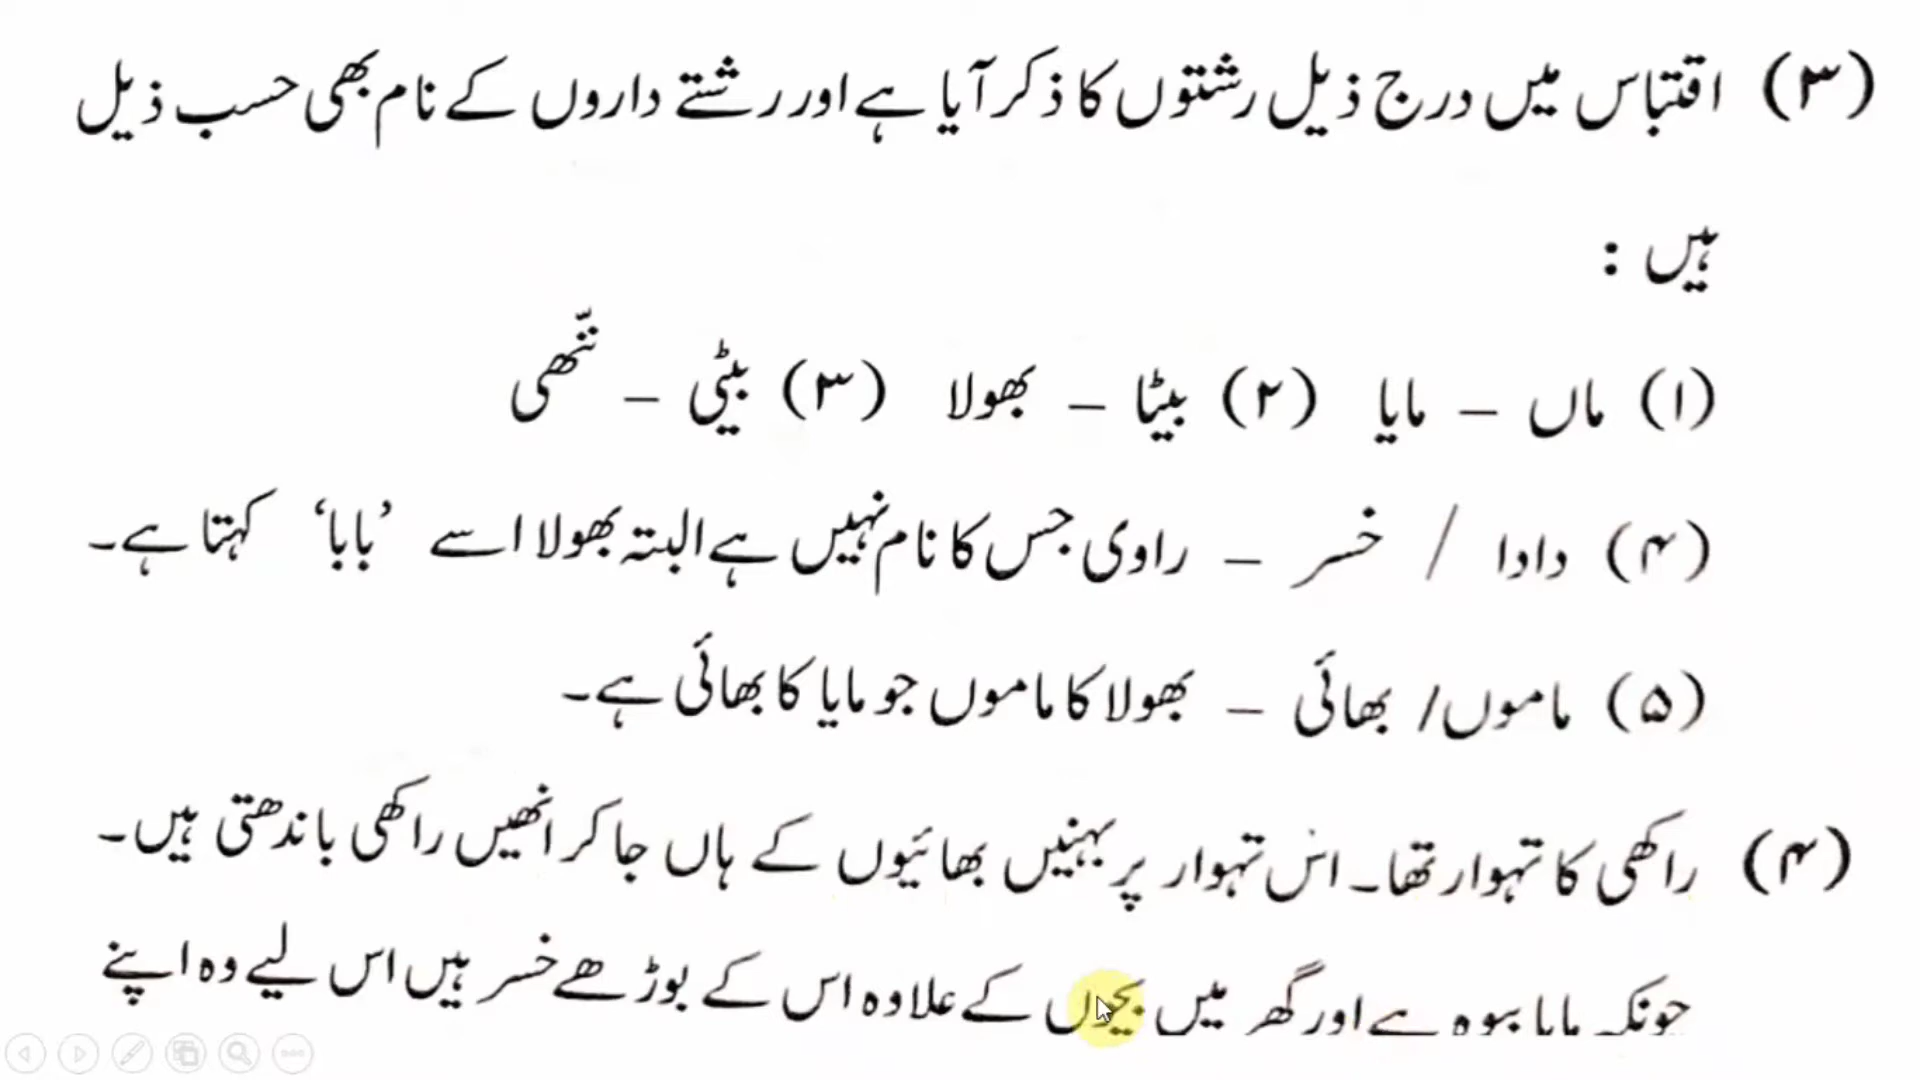 (۳) اقتباس میں درج ذیل رشتوں کا ذکر آیا ہے اور رشتے داروں کے نام بھی حسب ذیل
ہیں :
(۱) ماں – مایا (۲) بیٹا – بھولا (۳) بیٹی – ننّھی
(۴) دادا / خسر – راوی جس کا نام نہیں ہے البتہ بھولا اسے ’بابا‘ کہتا ہے۔
(۵) ماموں/ بھائی – بھولا کا ماموں جو مایا کا بھائی ہے۔
(۴) راکھی کا تہوار تھا۔ اس تہوار پر بہنیں بھائیوں کے ہاں جا کر انھیں راکھی باندھتی ہیں۔
چونکہ مایا بیوہ ہے اور گھر میں بچّوں کے علاوہ اس کے بوڑھے خسر ہیں اس لیے وہ اپنے